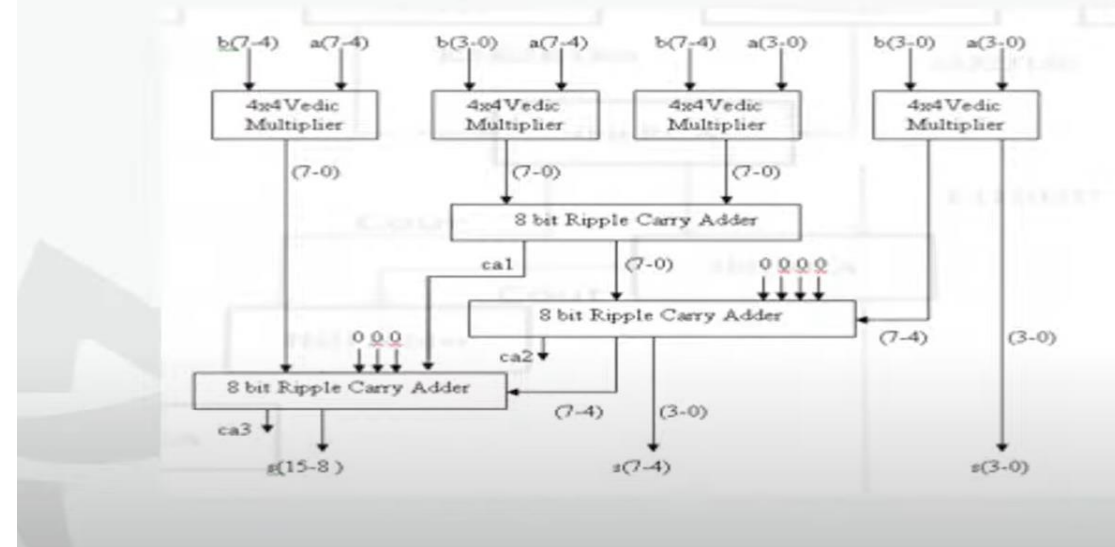 b(7-4) a(7-4) b(3-0) a(7-4) b(7-4) a(3-0) b(3-0) a(3-0)
4x4 Vedic Multiplier
4x4 Vedic Multiplier
4x4 Vedic Multiplier
4x4 Vedic Multiplier
(7-0) (7-0) (7-0)
8 bit Ripple Carry Adder
ca1 (7-0) 0 0 0 0
8 bit Ripple Carry Adder
(7-4) (3-0)
0 0 0
ca2
8 bit Ripple Carry Adder
(7-4) (3-0)
ca3
s(15-8 ) s(7-4) s(3-0)